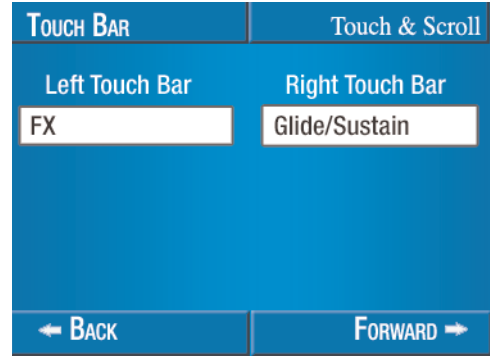 Touch Bar Touch & Scroll
Left Touch Bar Right Touch Bar
FX Glide/Sustain
Back Forward